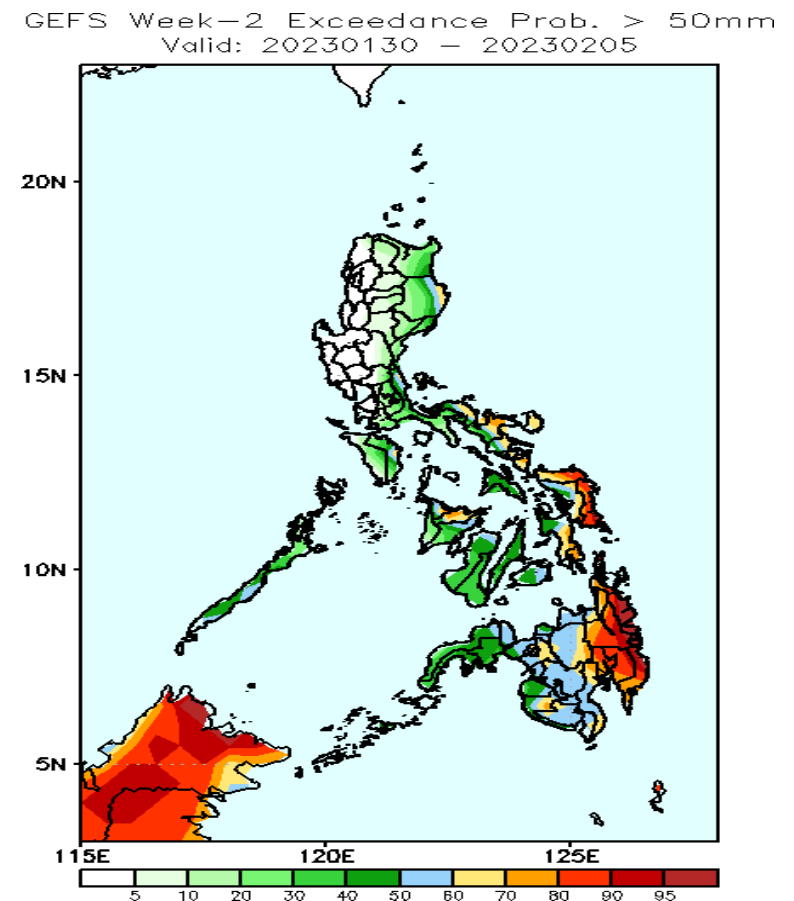 GEFS Week-2 Exceedance Prob. > 50mm
Valid: 20230130 - 20230205
20N
15N
10N
5N
115E 120E 125E
5 10 20 30 40 50 60 70 80 90 95